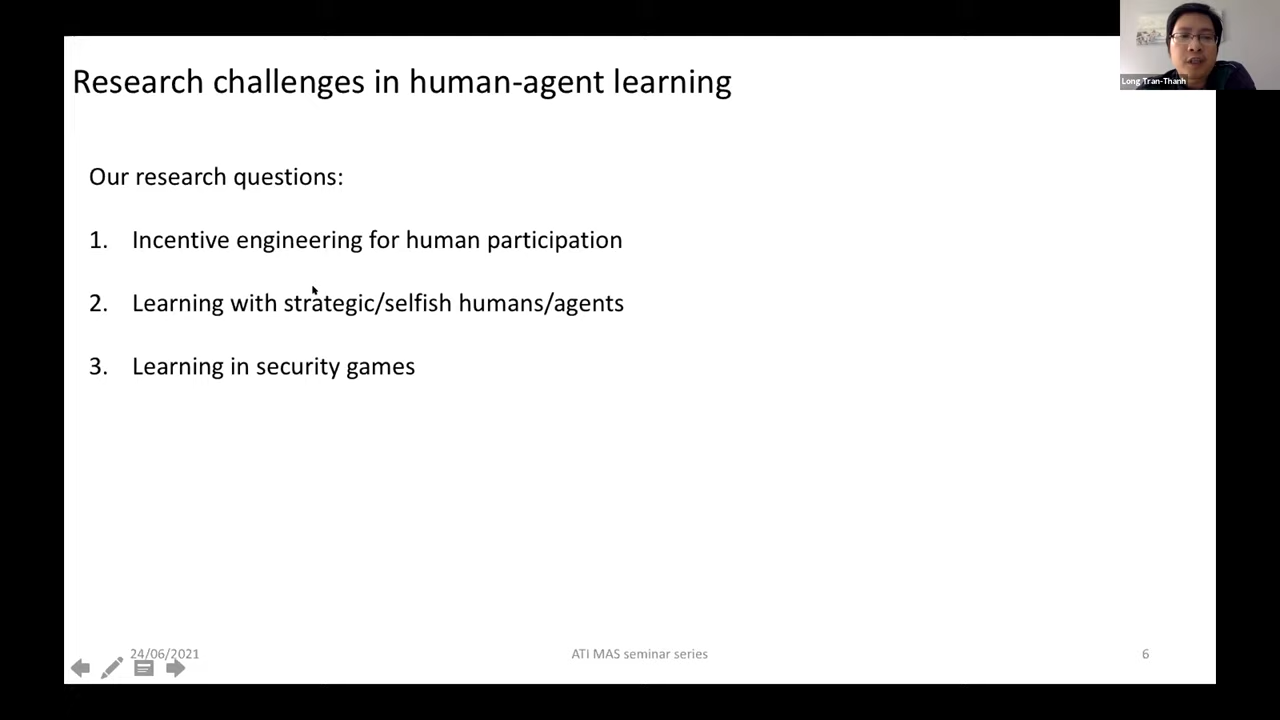 Research challenges in human-agent learning
Long Tran-Thanh
Our research questions:
1. Incentive engineering for human participation
2. Learning with strategic/selfish humans/agents
3. Learning in security games
24/06/2021
ATI MAS seminar series
6